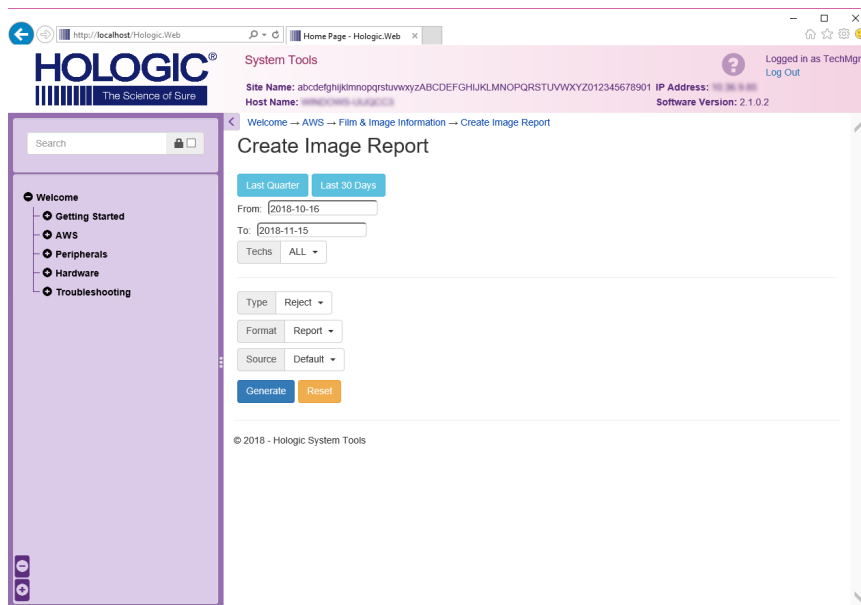 http://localhost/Hologic.Web
Home Page - Hologic.Web
HOLOGIC®
The Science of Sure
System Tools
Logged in as TechMgr
Log Out
Site Name: abcdefghijklmnopqrstuvwxyzABCDEFGHIJKLMNOPQRSTUVWXYZ012345678901 IP Address:
Host Name:
Software Version: 2.1.0.2
Search
Welcome → AWS → Film & Image Information → Create Image Report
Create Image Report
Welcome
Getting Started
AWS
Peripherals
Hardware
Troubleshooting
Last Quarter Last 30 Days
From: 2018-10-16
To: 2018-11-15
Techs ALL
Type Reject
Format Report
Source Default
Generate Reset
© 2018 - Hologic System Tools